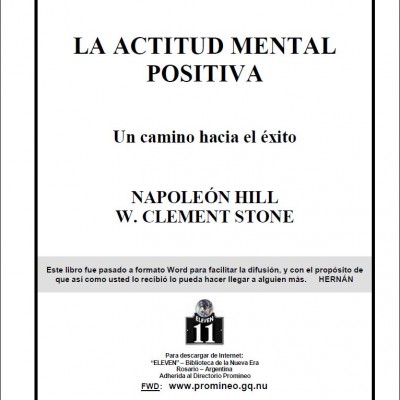 LA ACTITUD MENTAL
POSITIVA
Un camino hacia el éxito
NAPOLEÓN HILL
W. CLEMENT STONE
Este libro fue pasado a formato Word para facilitar la difusión, y con el propósito de
que así como usted lo recibió lo pueda hacer llegar a alguien más. HERNÁN
ELEVEN
11
Para descargar de Internet:
"ELEVEN" – Biblioteca de la Nueva Era
Rosario – Argentina
Adherida al Directorio Promineo
FWD: www.promineo.gq.nu